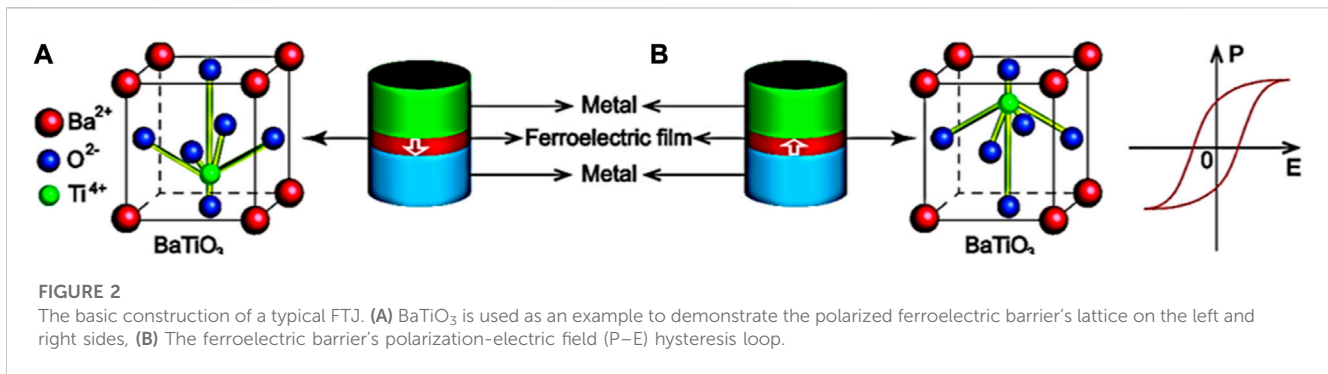 A
B
Ba2+
O2-
Ti4+
BaTiO3
Metal
Ferroelectric film
Metal
BaTiO3
P
0
E
FIGURE 2
The basic construction of a typical FTJ. (A) BaTiO3 is used as an example to demonstrate the polarized ferroelectric barrier's lattice on the left and
right sides, (B) The ferroelectric barrier's polarization-electric field (P–E) hysteresis loop.